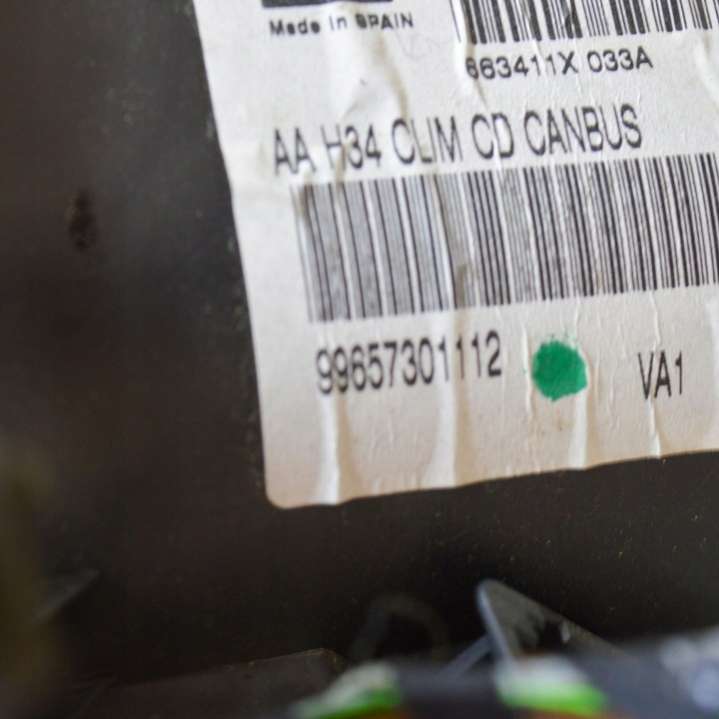 Made in SPAIN
663411X 033A
AA H34 CLIM CD CANBUS
99657301112
VA1